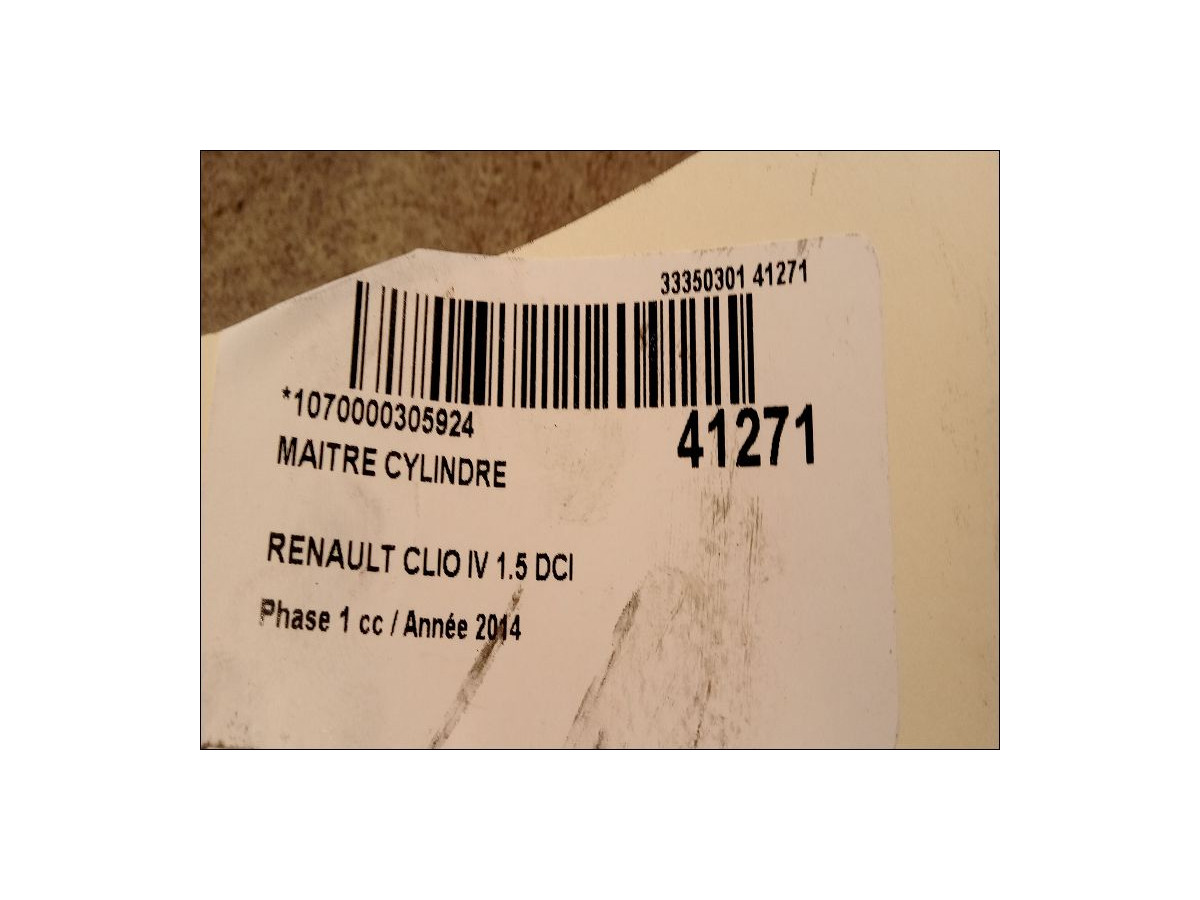 33350301 41271
*1070000305924
41271
MAITRE CYLINDRE
RENAULT CLIO IV 1.5 DCI
Phase 1 cc / Année 2014